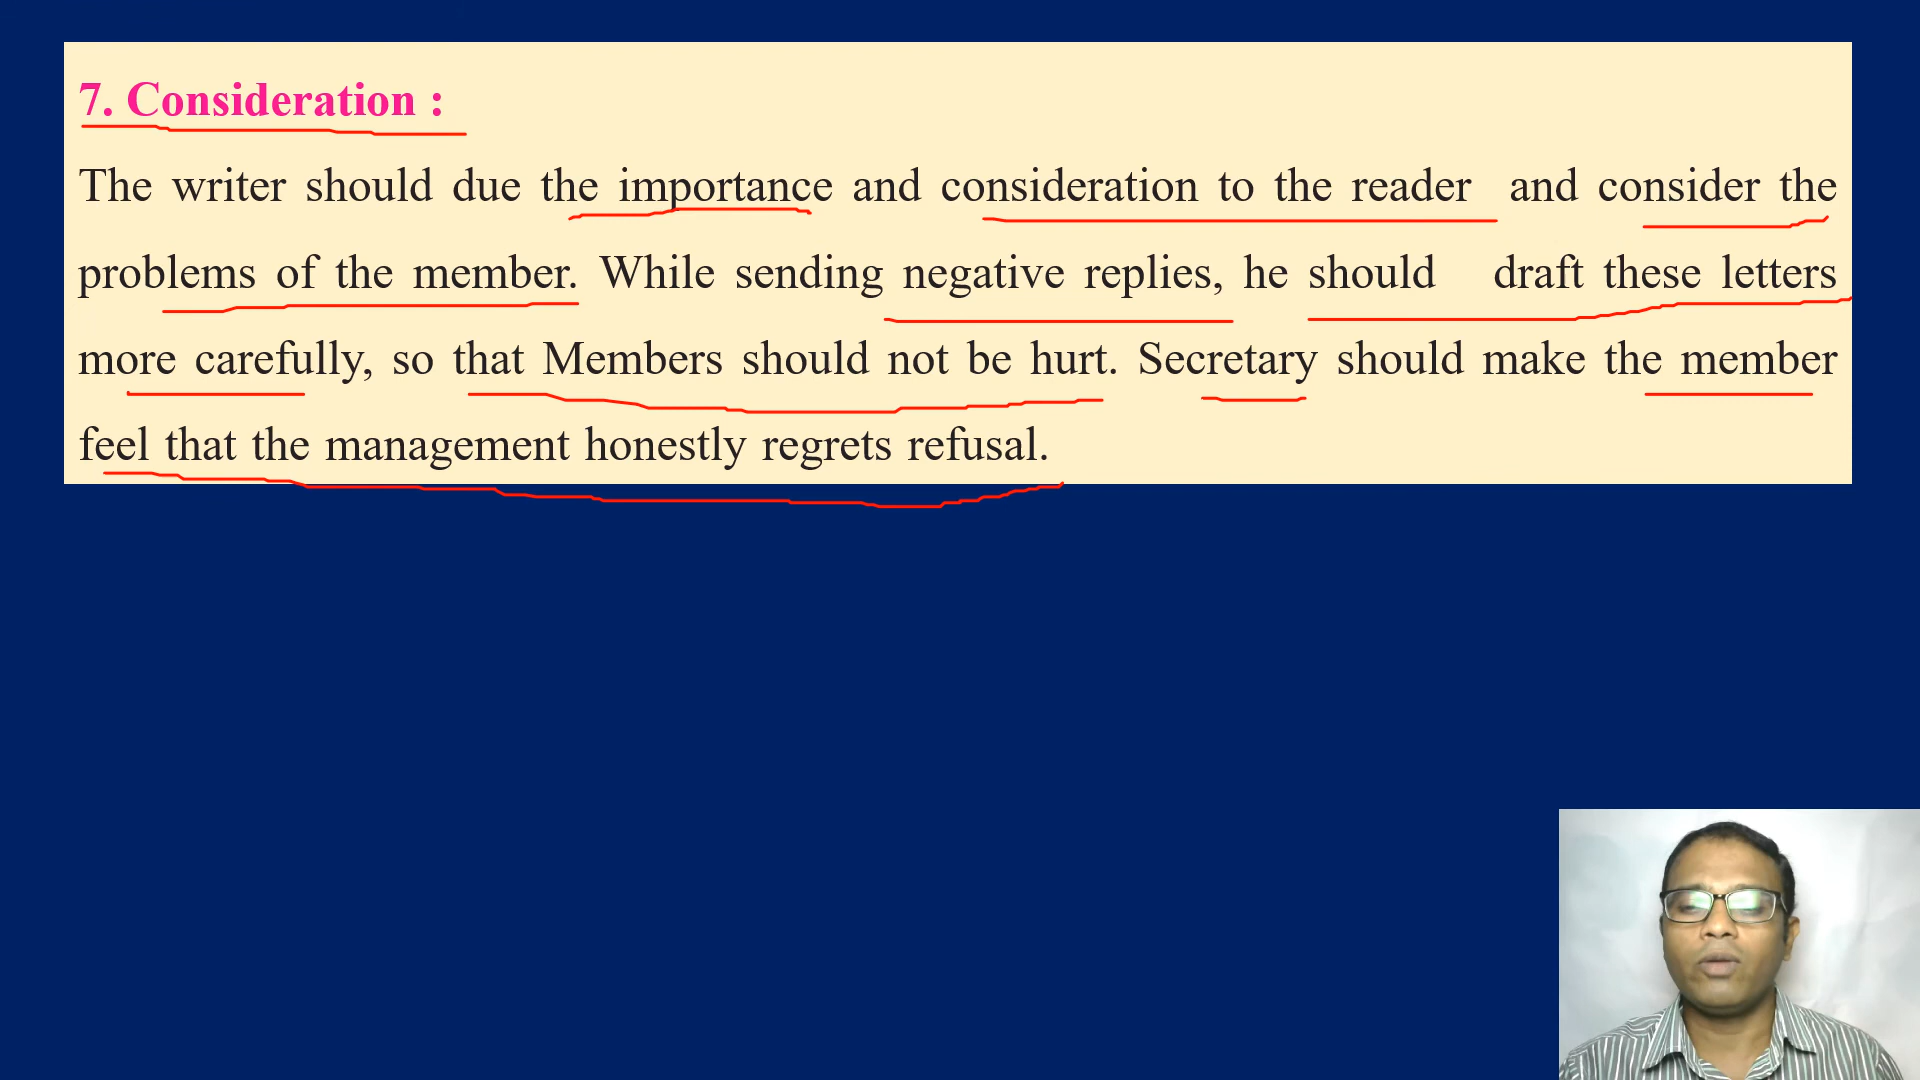 7. Consideration :
The writer should due the importance and consideration to the reader and consider the
problems of the member. While sending negative replies, he should draft these letters
more carefully, so that Members should not be hurt. Secretary should make the member
feel that the management honestly regrets refusal.